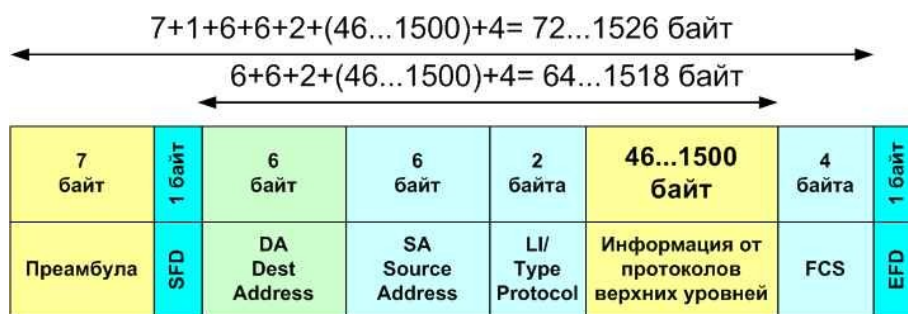 7+1+6+6+2+(46...1500)+4= 72...1526 байт
6+6+2+(46...1500)+4= 64...1518 байт
7
байт
1 байт
6
байт
6
байт
2
байта
46...1500
байт
4
байта
1 байт
Преамбула
SFD
DA
Dest
Address
SA
Source
Address
LI/
Type
Protocol
Информация от
протоколов
верхних уровней
FCS
EFD